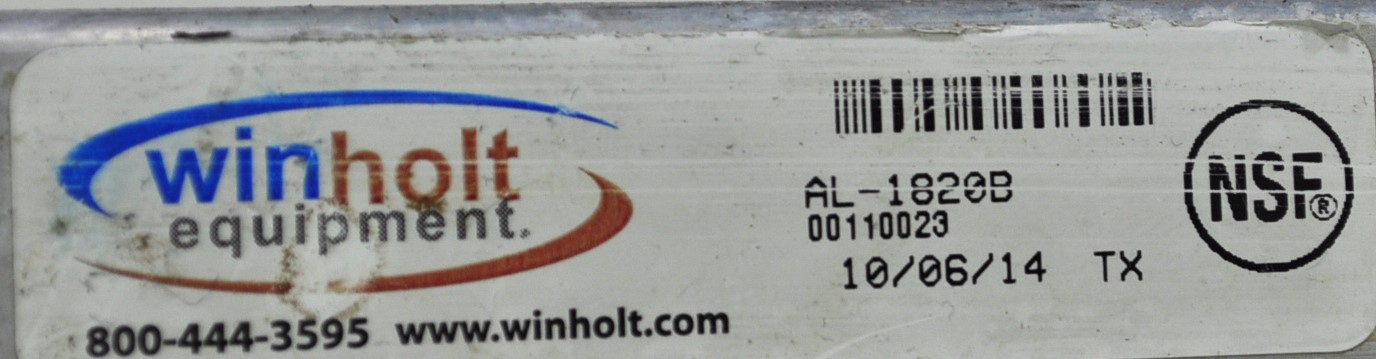 winholt
equipment.
800-444-3595 www.winholt.com
AL-1820B
00110023
10/06/14 TX
NSF®